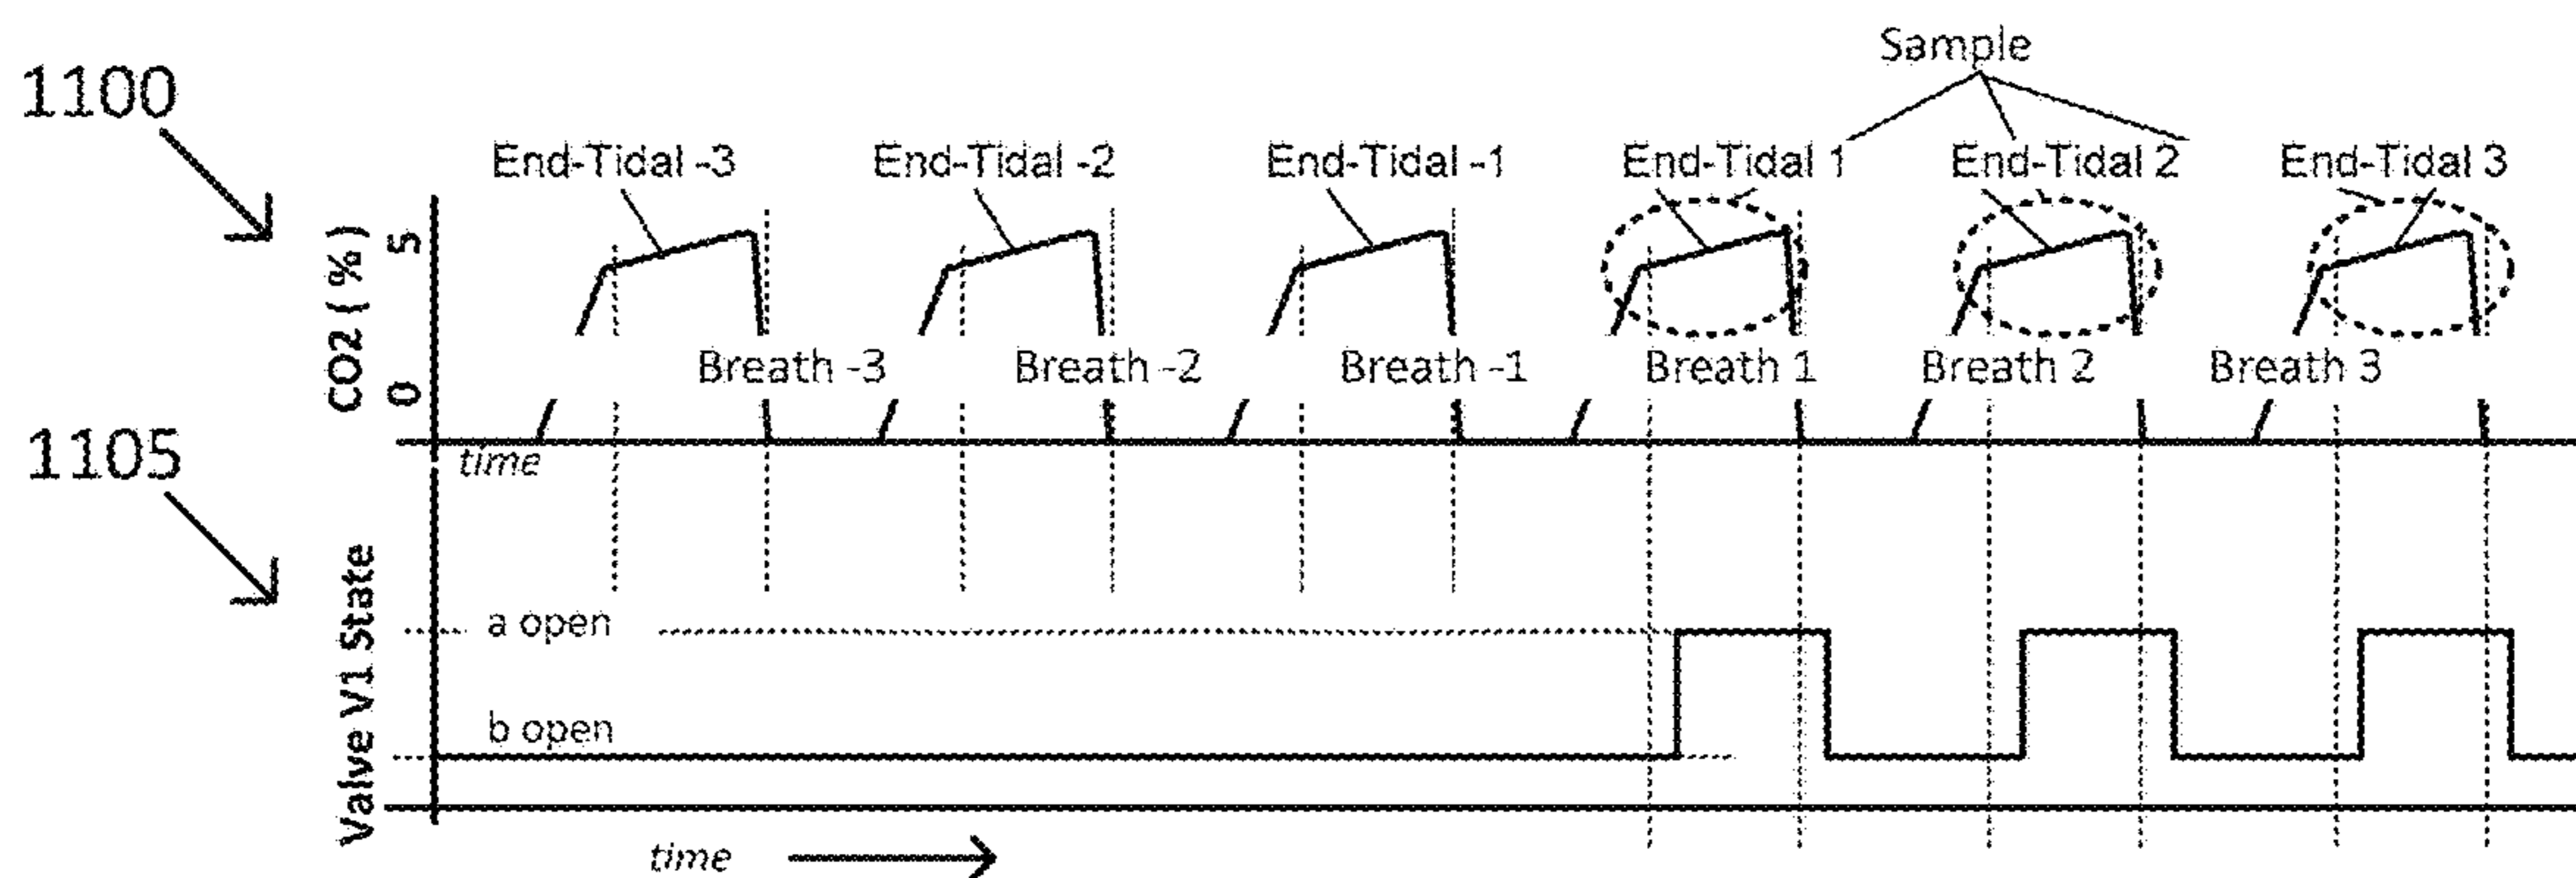 Sample
1100
End-Tidal -3 End-Tidal -2 End-Tidal -1 End-Tidal 1 End-Tidal 2 End-Tidal 3
CO2 (%)
5
0
Breath -3 Breath -2 Breath -1 Breath 1 Breath 2 Breath 3
time
1105
Valve V1 State
a open
b open
time